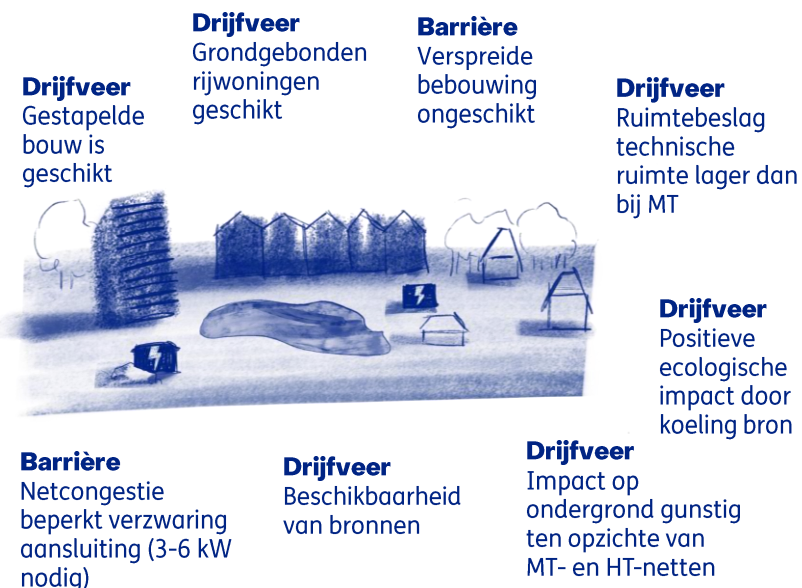 Drijfveer
Gestapelde
bouw is
geschikt
Drijfveer
Grondgebonden
rijwoningen
geschikt
Barrière
Verspreide
bebouwing
ongeschikt
Drijfveer
Ruimtebeslag
technische
ruimte lager dan
bij MT
Drijfveer
Positieve
ecologische
impact door
koeling bron
Barrière
Netcongestie
beperkt verzwaring
aansluiting (3-6 kW
nodig)
Drijfveer
Beschikbaarheid
van bronnen
Drijfveer
Impact op
ondergrond gunstig
ten opzichte van
MT- en HT-netten